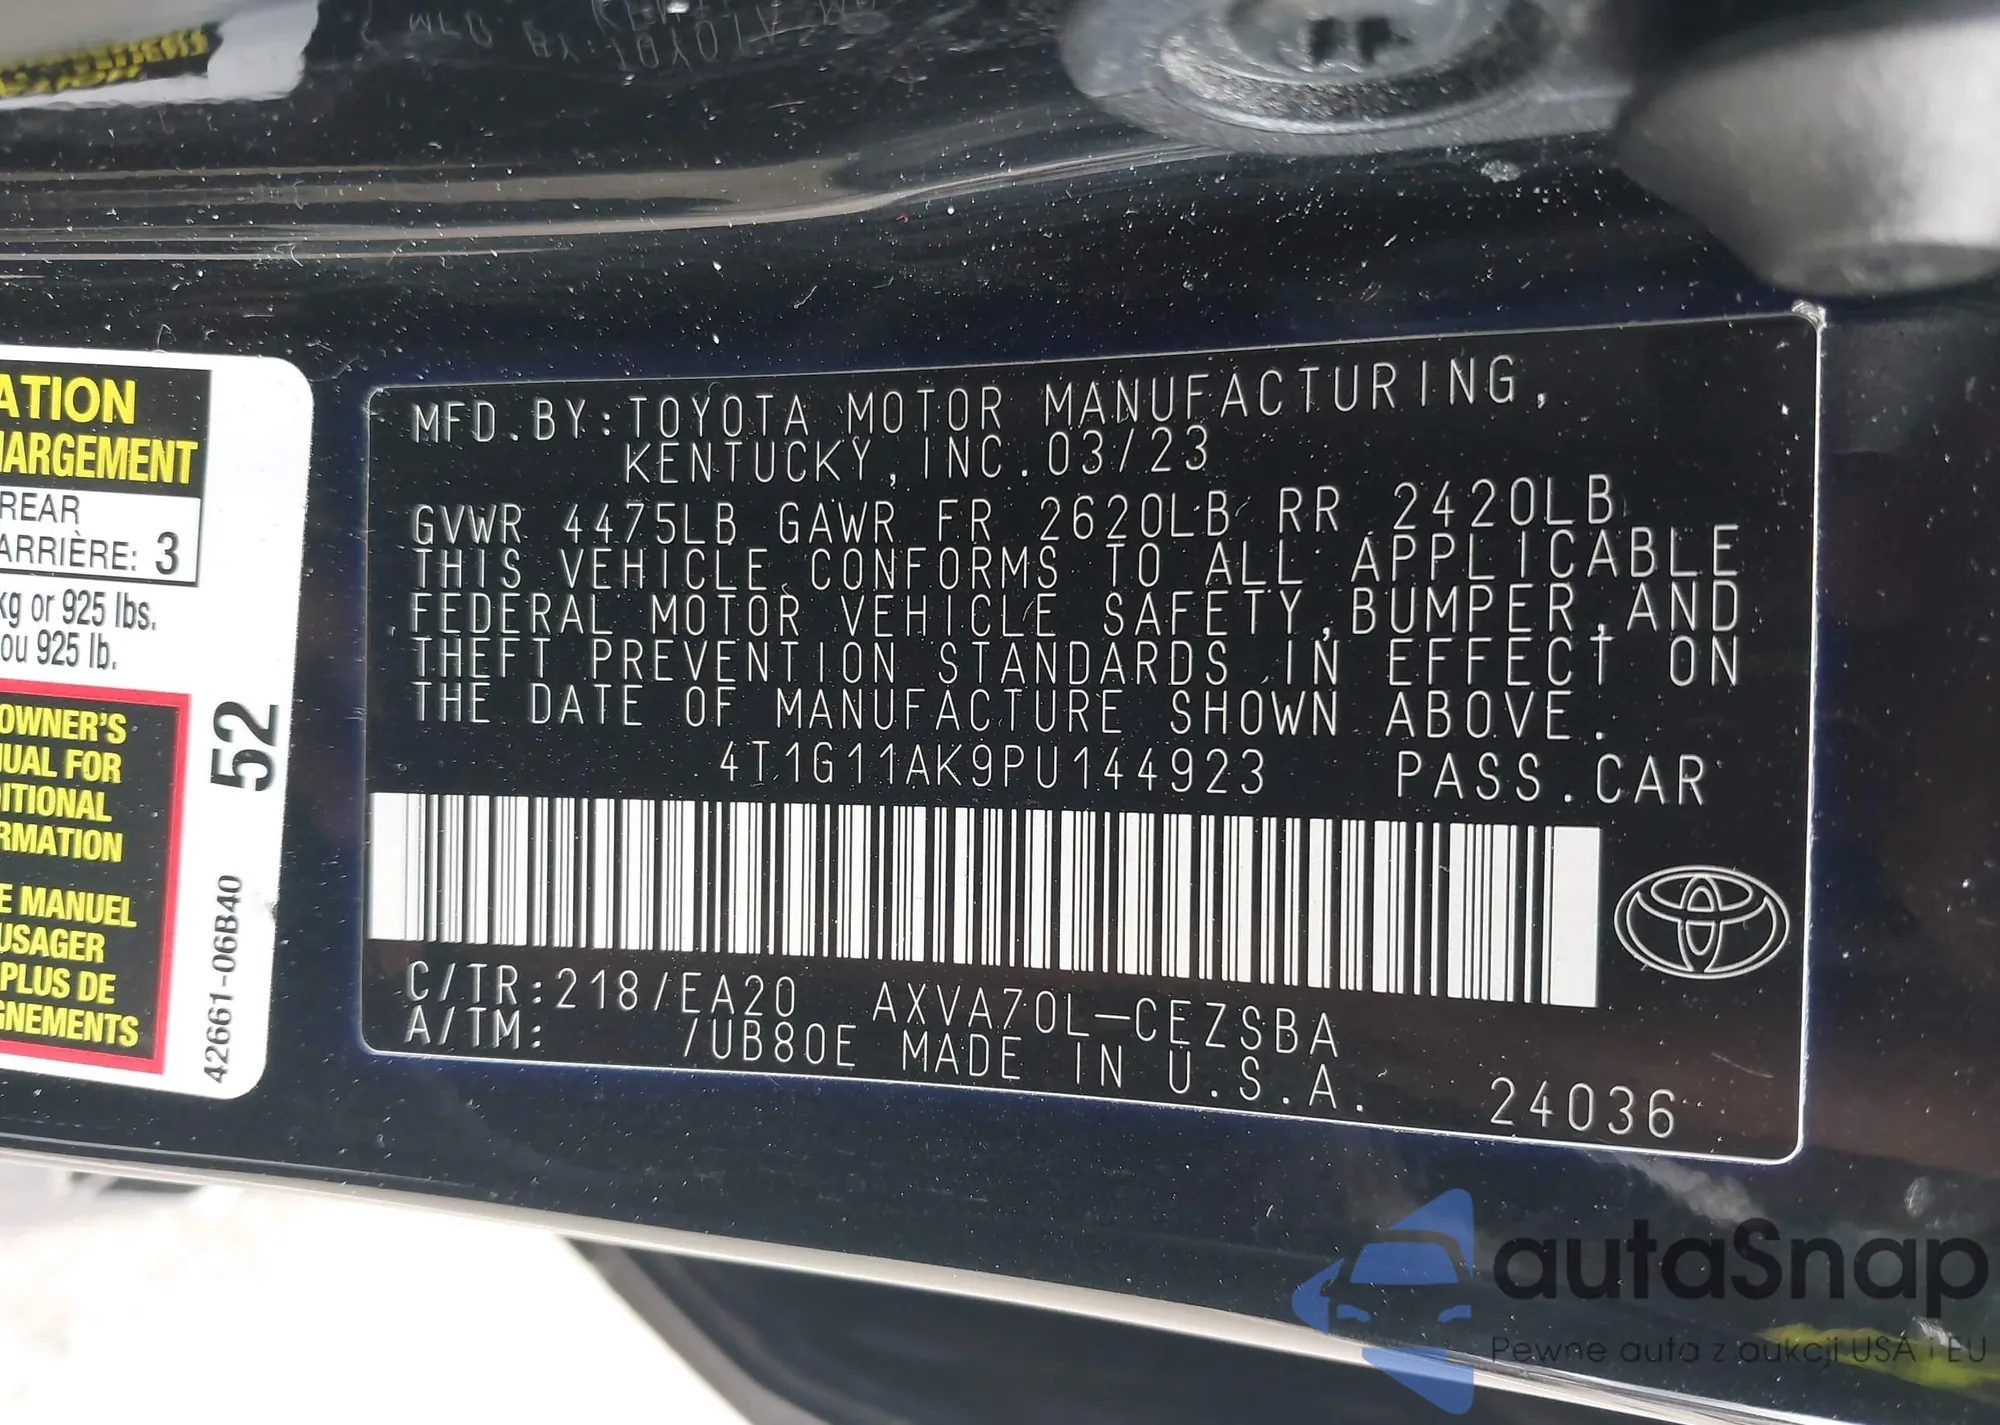 MFD.BY:TOYOTA MOTOR MANUFACTURING,
KENTUCKY,INC.03/23
GVWR 4475LB GAWR FR 2620LB RR 2420LB
THIS VEHICLE CONFORMS TO ALL APPLICABLE
FEDERAL MOTOR VEHICLE SAFETY,BUMPER,AND
THEFT PREVENTION STANDARDS IN EFFECT ON
THE DATE OF MANUFACTURE SHOWN ABOVE.
4T1G11AK9PU144923 PASS.CAR
C/TR:218/EA20 AXVA70L-CEZSBA
A/TM: /UB80E MADE IN U.S.A.
24036
ATION
HARGEMENT
REAR
ARRIÈRE: 3
kg or 925 lbs.
ou 925 lb.
OWNER'S
UAL FOR
DITIONAL
RMATION
E MANUEL
USAGER
PLUS DE
GNEMENTS
52
42661-06B40
autaSnap
Pewne auta z aukcji USA i EU